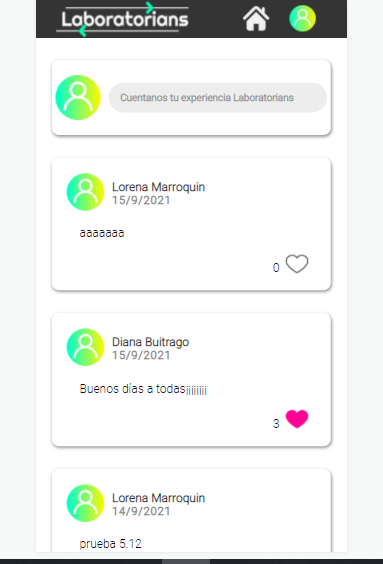 Laboratorians
Cuentanos tu experiencia Laboratorians
Lorena Marroquin
15/9/2021
aaaaaaa
0
Diana Buitrago
15/9/2021
Buenos días a todas¡¡¡¡¡¡¡¡
3
Lorena Marroquin
14/9/2021
prueba 5.12